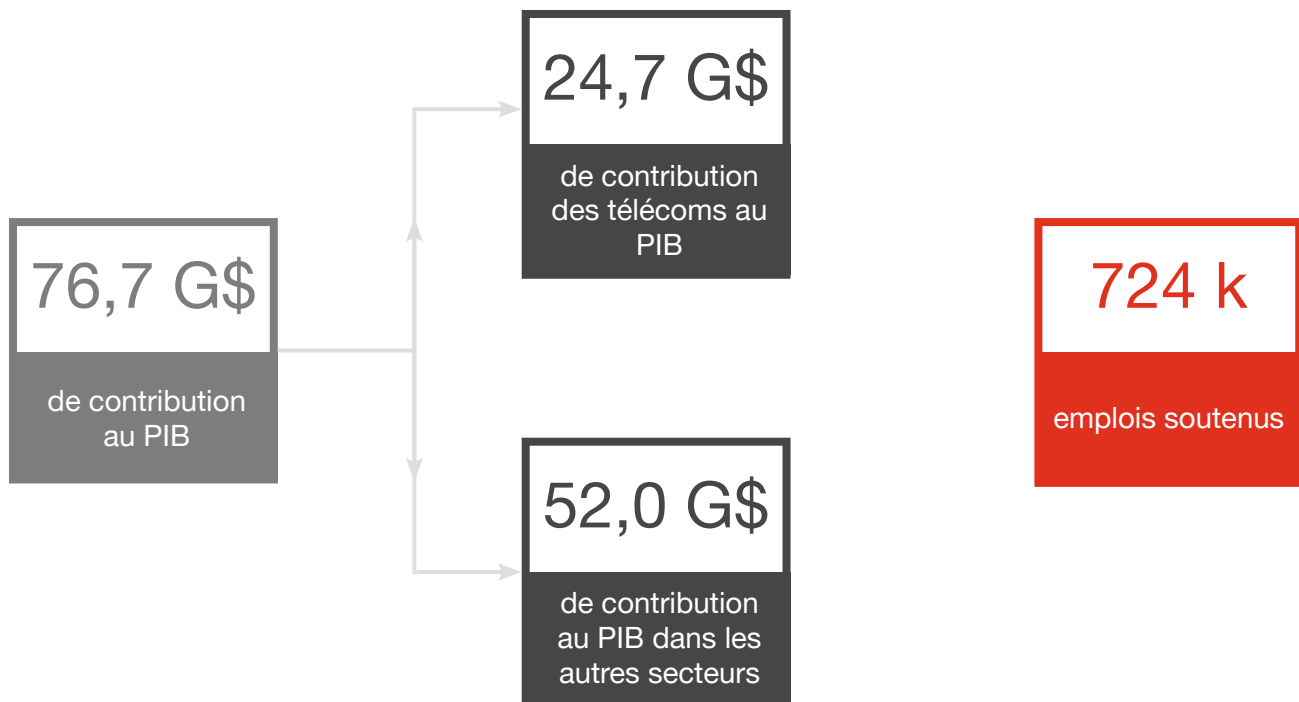 76,7 G$
de contribution
au PIB
24,7 G$
de contribution
des télécoms au
PIB
52,0 G$
de contribution
au PIB dans les
autres secteurs
724 k
emplois soutenus